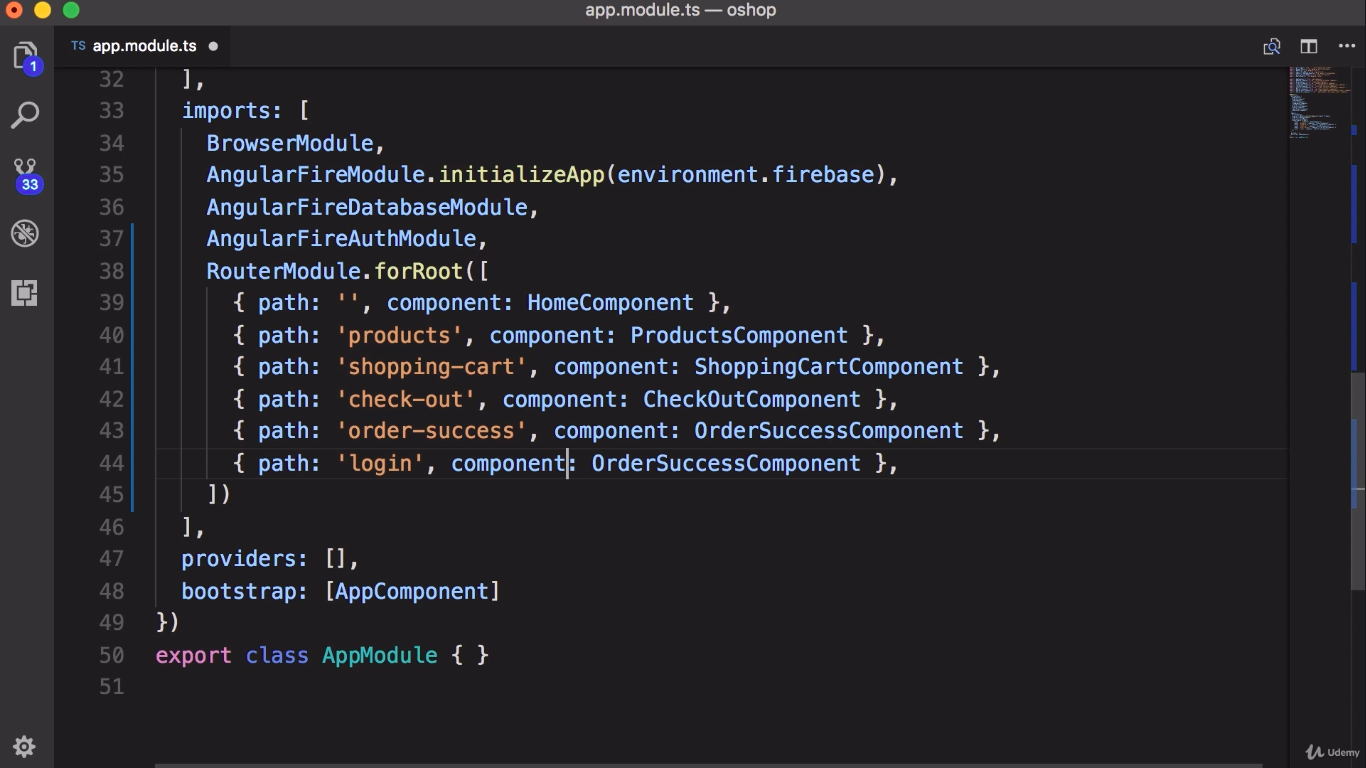 app.module.ts — oshop
TS app.module.ts
1
33
32 ],
33 imports: [
34 BrowserModule,
35 AngularFireModule.initializeApp(environment.firebase),
36 AngularFireDatabaseModule,
37 AngularFireAuthModule,
38 RouterModule.forRoot([
39 { path: '', component: HomeComponent },
40 { path: 'products', component: ProductsComponent },
41 { path: 'shopping-cart', component: ShoppingCartComponent },
42 { path: 'check-out', component: CheckOutComponent },
43 { path: 'order-success', component: OrderSuccessComponent },
44 { path: 'login', component: OrderSuccessComponent },
45 ])
46 ],
47 providers: [],
48 bootstrap: [AppComponent]
49 })
50 export class AppModule { }
51
Udemy